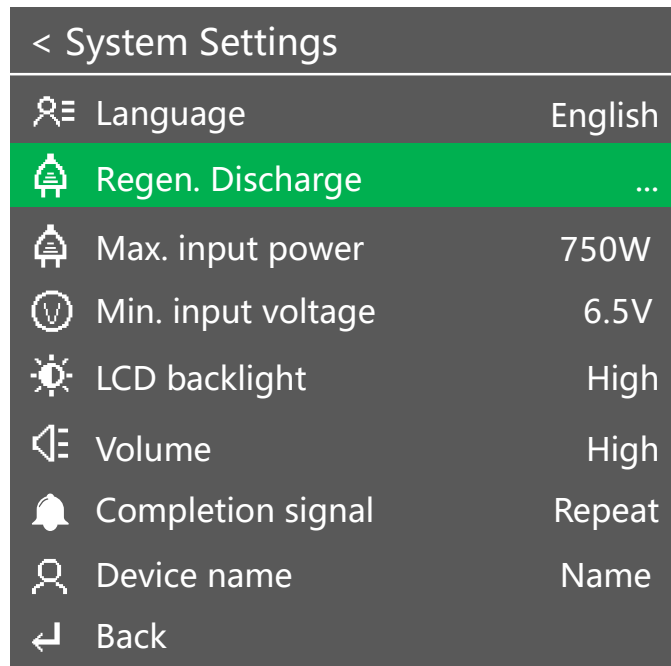 < System Settings
Language English
Regen. Discharge ...
Max. input power 750W
Min. input voltage 6.5V
LCD backlight High
Volume High
Completion signal Repeat
Device name Name
Back